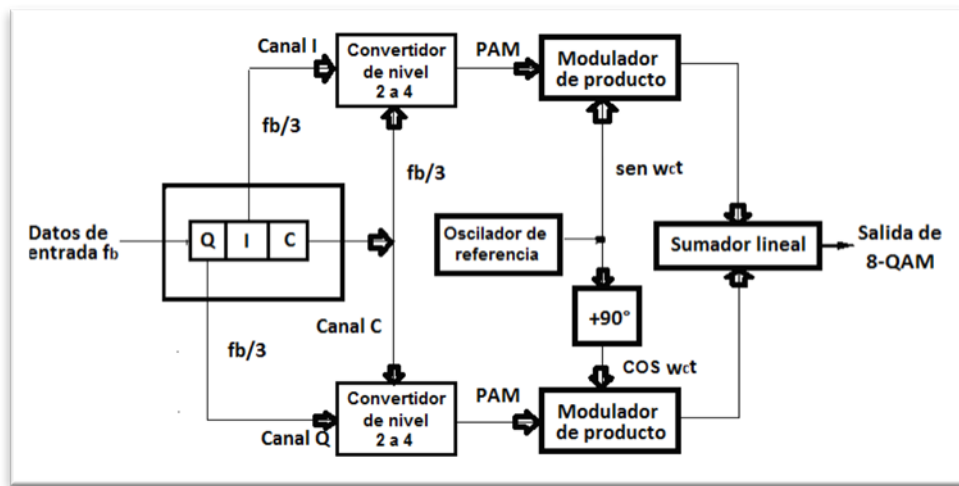 Canal I
Convertidor
de nivel
2 a 4
PAM
Modulador
de producto
fb/3
fb/3
sen wct
Datos de
entrada fb
Q I C
Oscilador de
referencia
Sumador lineal
Salida de
8-QAM
+90°
Canal C
fb/3
COS wct
Canal Q
Convertidor
de nivel
2 a 4
PAM
Modulador
de producto